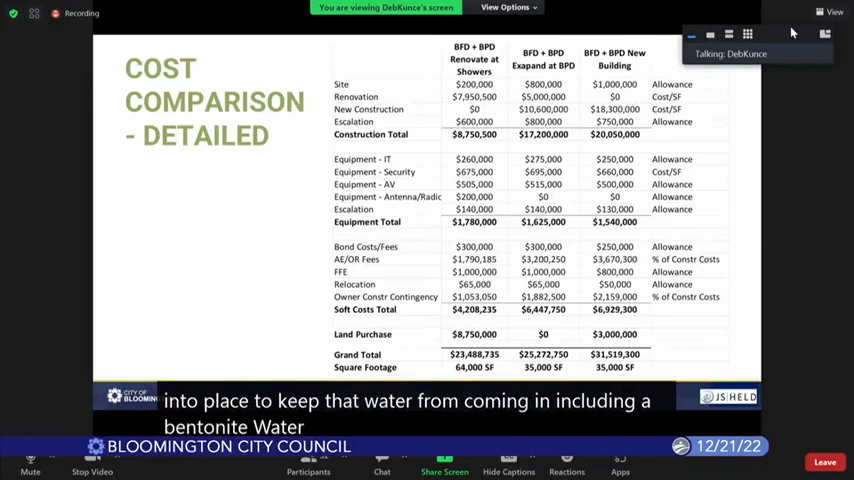 Recording
You are viewing DebKunce's screen
View Options
View
Talking: DebKunce
COST
COMPARISON
- DETAILED
BFD + BPD Renovate at Showers BFD + BPD Exapand at BPD BFD + BPD New Building
Site $200,000 $800,000 $1,000,000 Allowance
Renovation $7,950,500 $5,000,000 $0 Cost/SF
New Construction $0 $10,600,000 $18,300,000 Cost/SF
Escalation $600,000 $800,000 $750,000 Allowance
Construction Total $8,750,500 $17,200,000 $20,050,000
Equipment - IT $260,000 $275,000 $250,000 Allowance
Equipment - Security $675,000 $695,000 $660,000 Cost/SF
Equipment - AV $505,000 $515,000 $500,000 Allowance
Equipment - Antenna/Radic $200,000 $0 $0 Allowance
Escalation $140,000 $140,000 $130,000 Allowance
Equipment Total $1,780,000 $1,625,000 $1,540,000
Bond Costs/Fees $300,000 $300,000 $250,000 Allowance
AE/OR Fees $1,790,185 $3,200,250 $3,670,300 % of Constr Costs
FFE $1,000,000 $1,000,000 $800,000 Allowance
Relocation $65,000 $65,000 $50,000 Allowance
Owner Constr Contingency $1,053,050 $1,882,500 $2,159,000 % of Constr Costs
Soft Costs Total $4,208,235 $6,447,750 $6,929,300
Land Purchase $8,750,000 $0 $3,000,000
Grand Total $23,488,735 $25,272,750 $31,519,300
Square Footage 64,000 SF 35,000 SF 35,000 SF
CITY OF
BLOOMIN
JS HELD
into place to keep that water from coming in including a
bentonite Water
BLOOMINGTON CITY COUNCIL 12/21/22
Mute Stop Video Participants Chat Share Screen Hide Captions Reactions Apps Leave